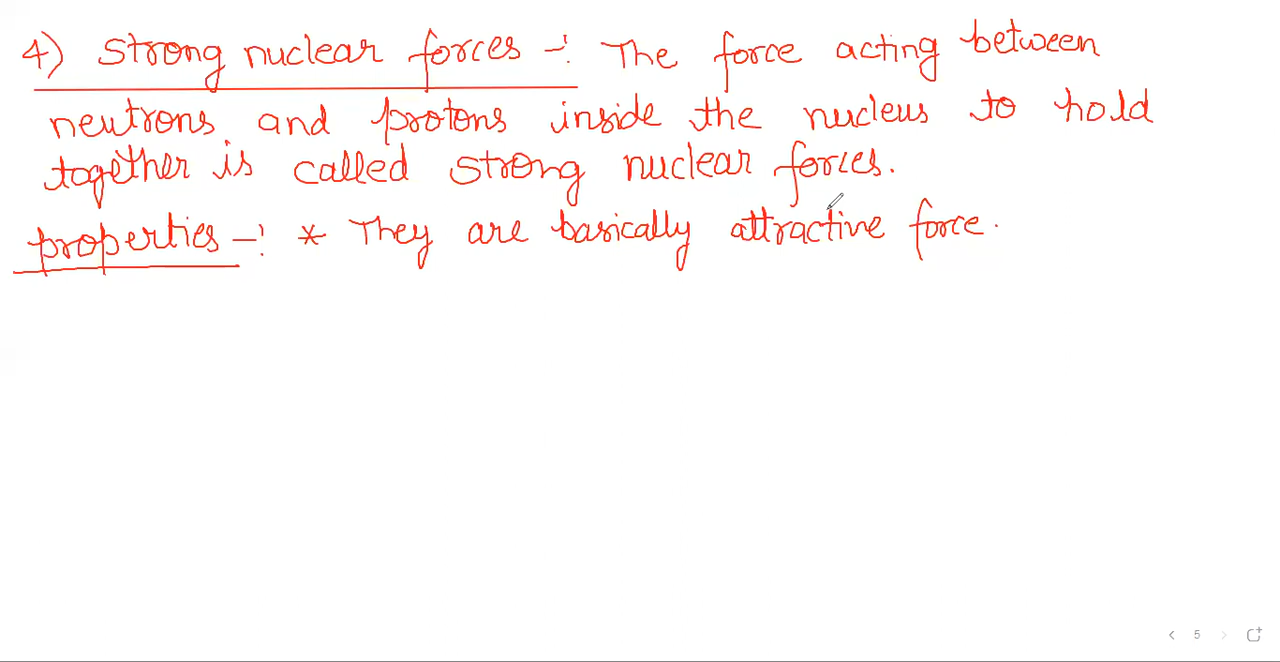 4) Strong nuclear forces -: The force acting between
neutrons and protons inside the nucleus to hold
together is called strong nuclear forces.
properties -: * They are basically attractive force.
5